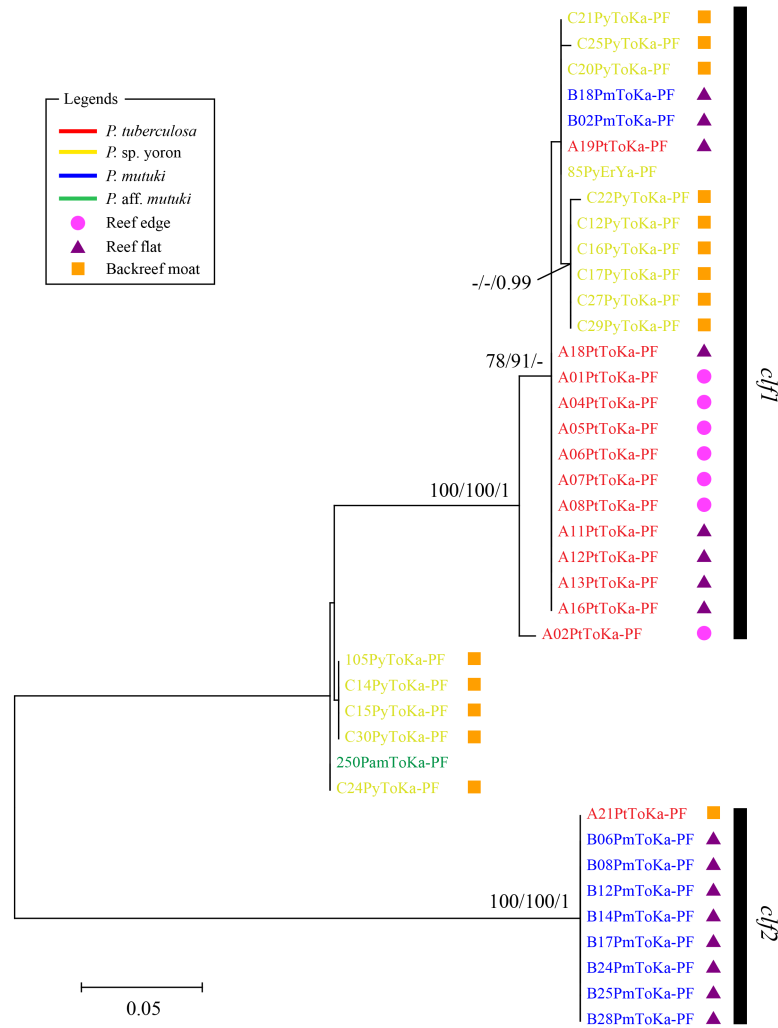 Legends
P. tuberculosa
P. sp. yoron
P. mutuki
P. aff. mutuki
Reef edge
Reef flat
Backreef moat
C21PyToKa-PF
C25PyToKa-PF
C20PyToKa-PF
B18PmToKa-PF
B02PmToKa-PF
A19PtToKa-PF
85PyErYa-PF
C22PyToKa-PF
C12PyToKa-PF
C16PyToKa-PF
C17PyToKa-PF
-/-/0.99
C27PyToKa-PF
C29PyToKa-PF
A18PtToKa-PF
78/91/-
A01PtToKa-PF
A04PtToKa-PF
A05PtToKa-PF
A06PtToKa-PF
A07PtToKa-PF
100/100/1
A08PtToKa-PF
A11PtToKa-PF
A12PtToKa-PF
A13PtToKa-PF
A16PtToKa-PF
A02PtToKa-PF
clf1
105PyToKa-PF
C14PyToKa-PF
C15PyToKa-PF
C30PyToKa-PF
250PamToKa-PF
C24PyToKa-PF
A21PtToKa-PF
B06PmToKa-PF
B08PmToKa-PF
B12PmToKa-PF
100/100/1
B14PmToKa-PF
B17PmToKa-PF
B24PmToKa-PF
B25PmToKa-PF
B28PmToKa-PF
clf2
0.05